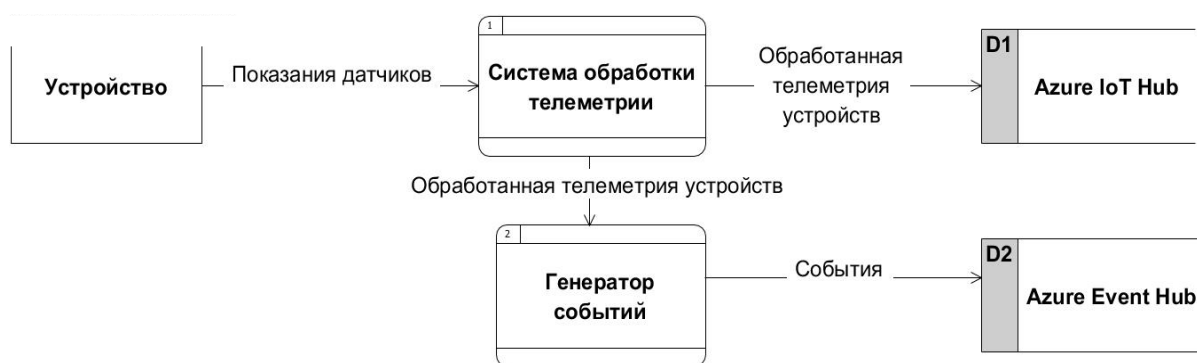 1
Система обработки
телеметрии
Устройство
Показания датчиков
Обработанная
телеметрия
устройств
D1
Azure IoT Hub
Обработанная телеметрия устройств
2
Генератор
событий
События
D2
Azure Event Hub